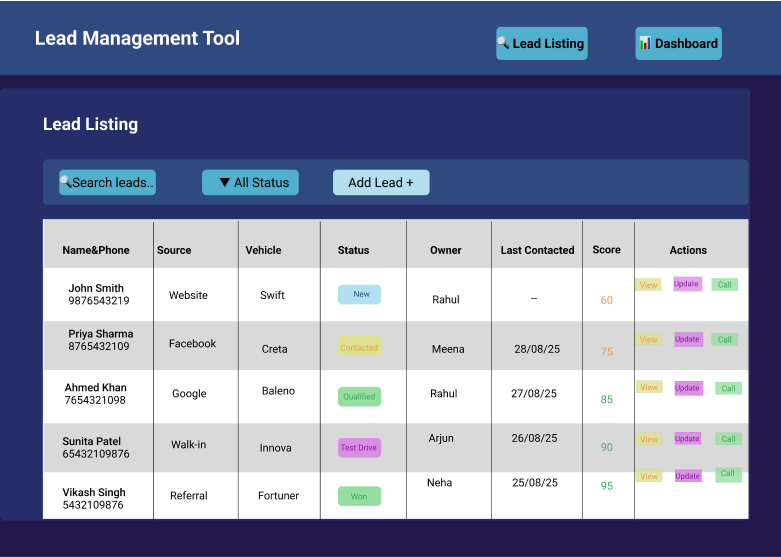 Lead Management Tool
🔍 Lead Listing
📊 Dashboard
Lead Listing
🔍Search leads..
▼ All Status
Add Lead +
Name&Phone Source Vehicle Status Owner Last Contacted Score Actions
John Smith
9876543219
Website Swift New Rahul -- 60 View Update Call
Priya Sharma
8765432109
Facebook Creta Contacted Meena 28/08/25 75 View Update Call
Ahmed Khan
7654321098
Google Baleno Qualified Rahul 27/08/25 85 View Update Call
Sunita Patel
65432109876
Walk-in Innova Test Drive Arjun 26/08/25 90 View Update Call
Vikash Singh
5432109876
Referral Fortuner Won Neha 25/08/25 95 View Update Call